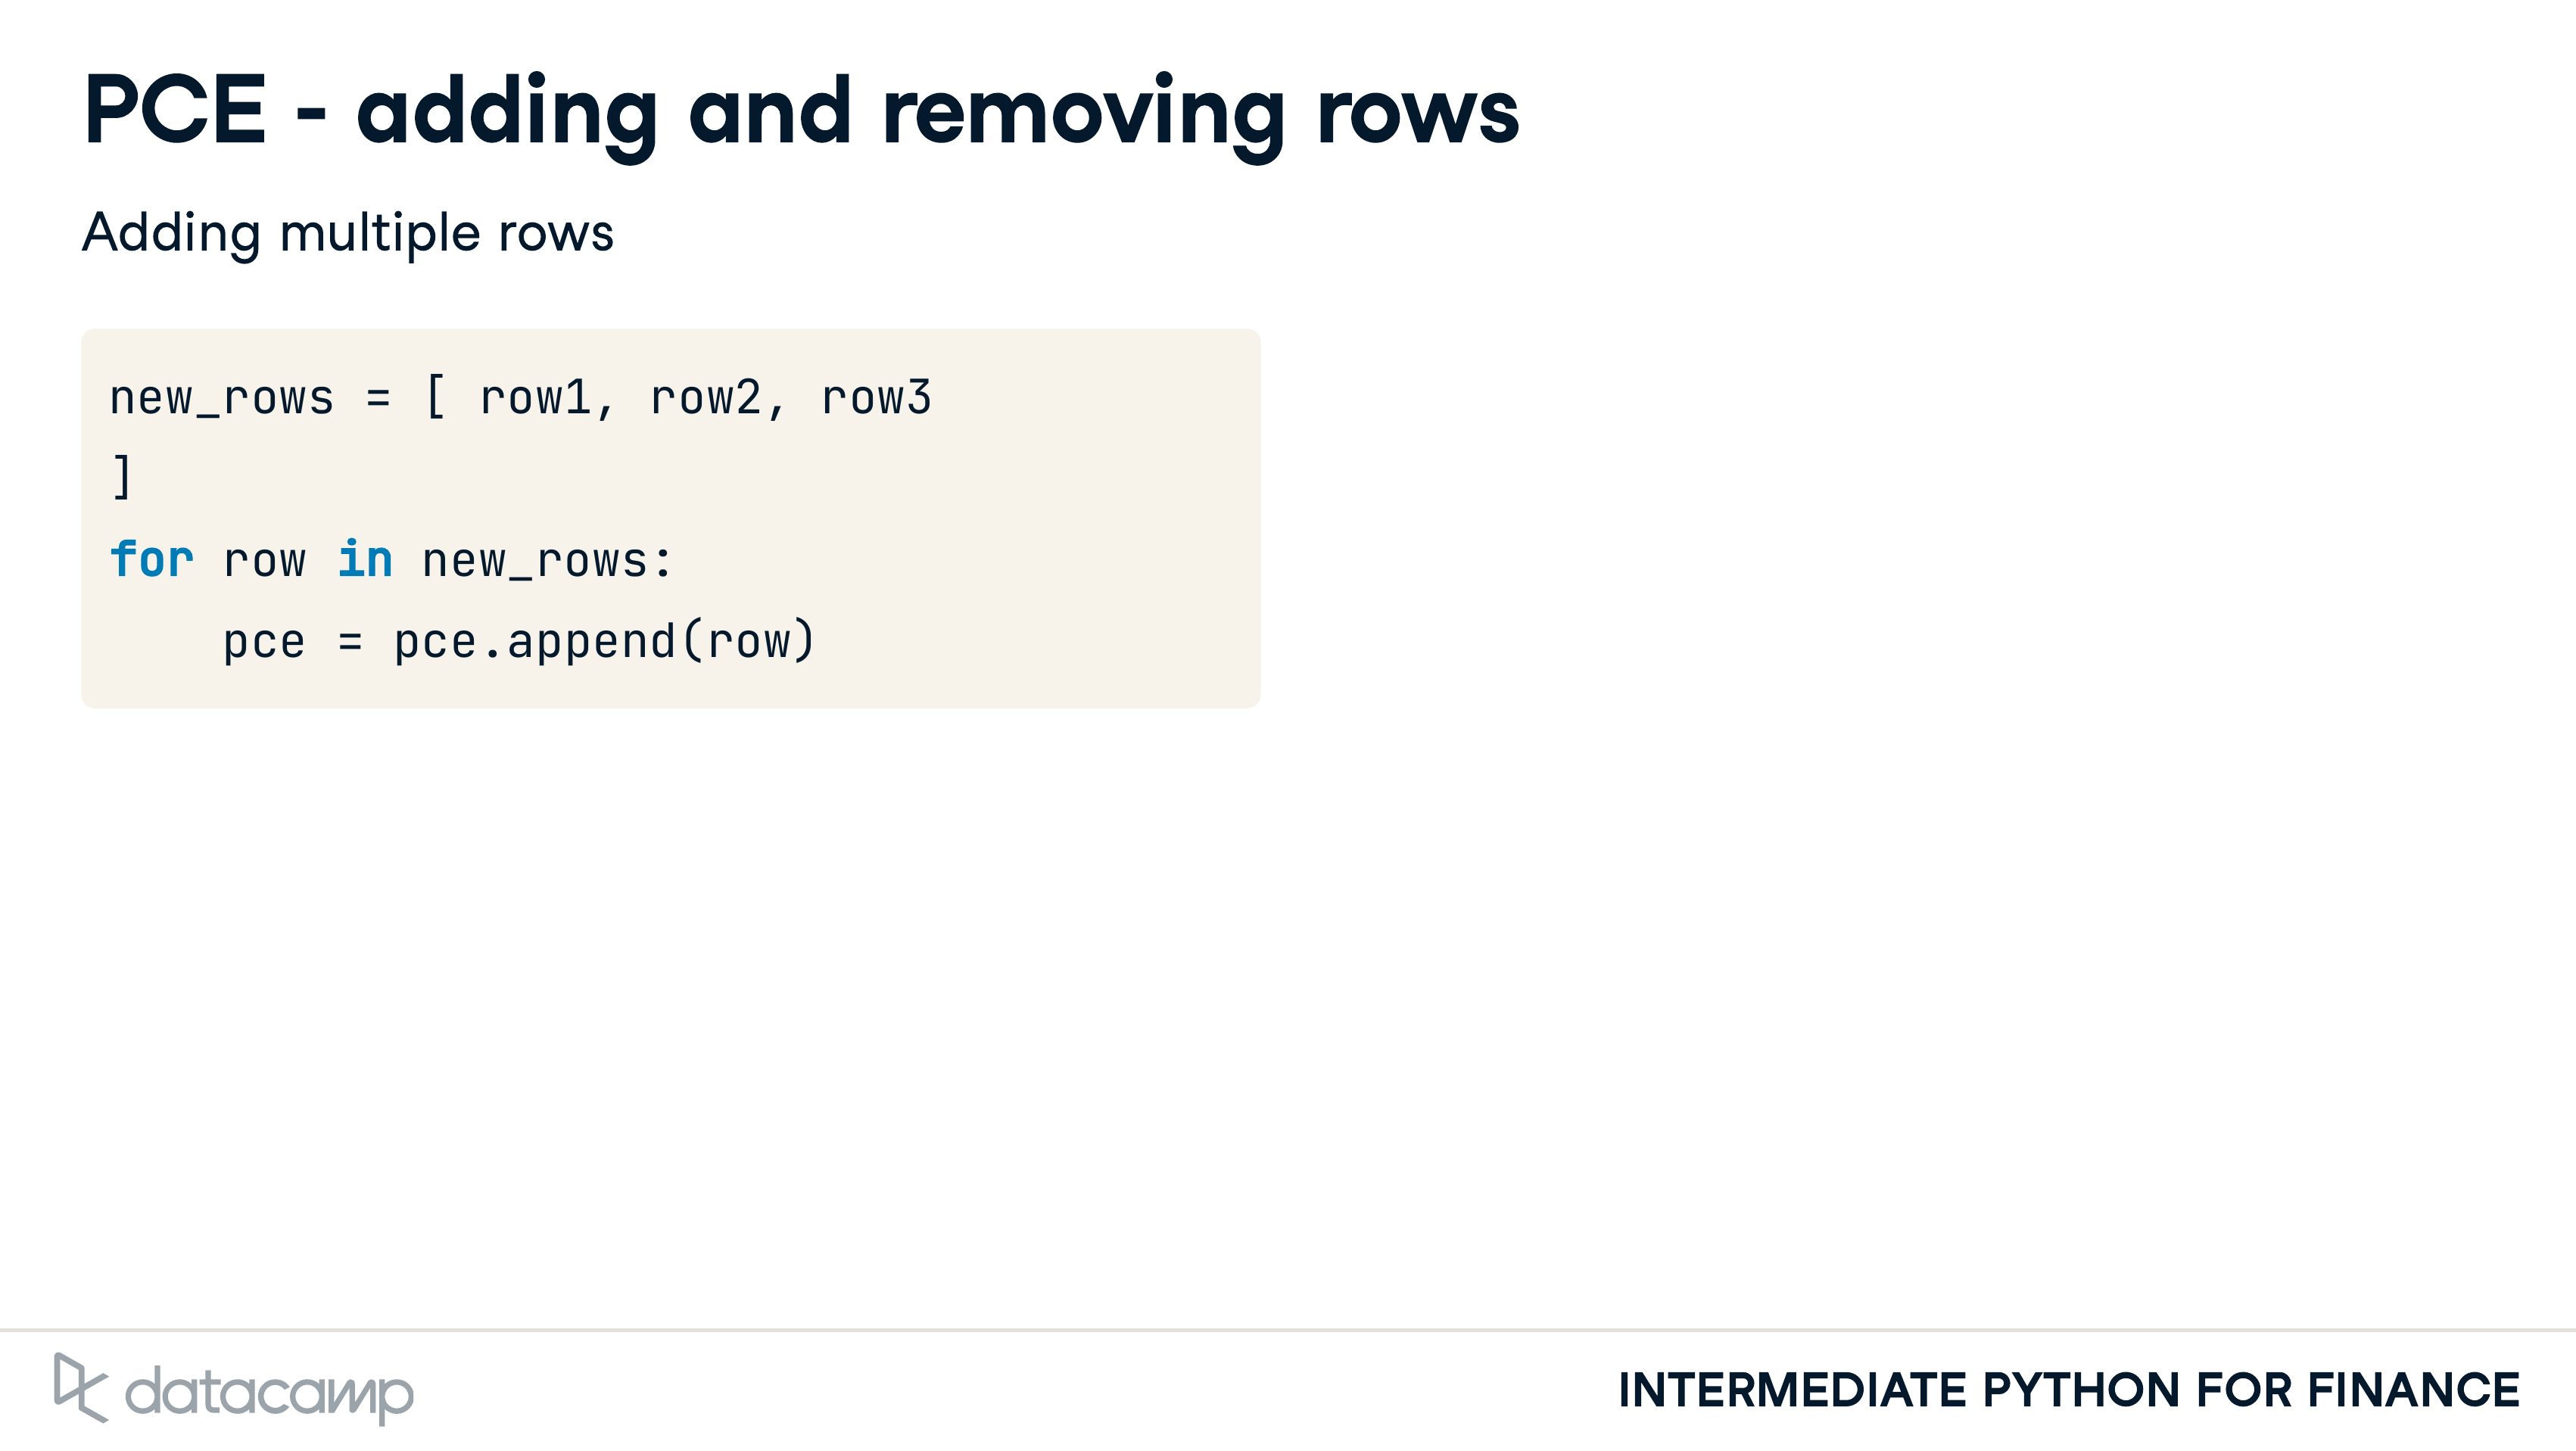 PCE - adding and removing rows
Adding multiple rows
new_rows = [ row1, row2, row3
]
for row in new_rows:
    pce = pce.append(row)
datacamp
INTERMEDIATE PYTHON FOR FINANCE